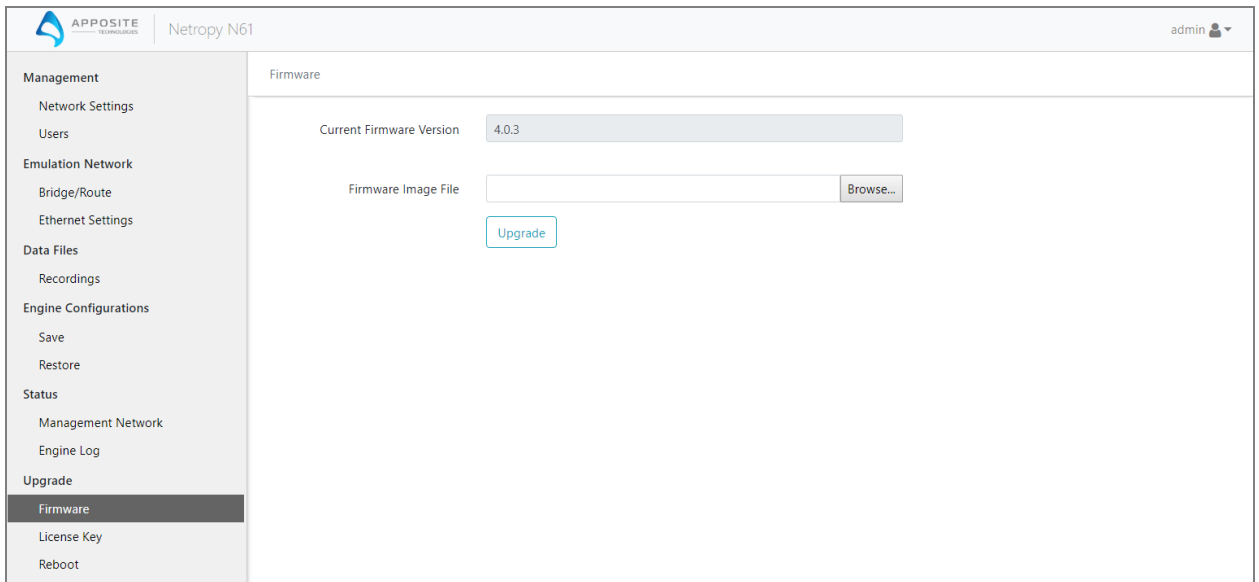 APPOSITE
TECHNOLOGIES
Netropy N61
admin
Management
Network Settings
Users
Emulation Network
Bridge/Route
Ethernet Settings
Data Files
Recordings
Engine Configurations
Save
Restore
Status
Management Network
Engine Log
Upgrade
Firmware
License Key
Reboot
Firmware
Current Firmware Version 4.0.3
Firmware Image File Browse...
Upgrade